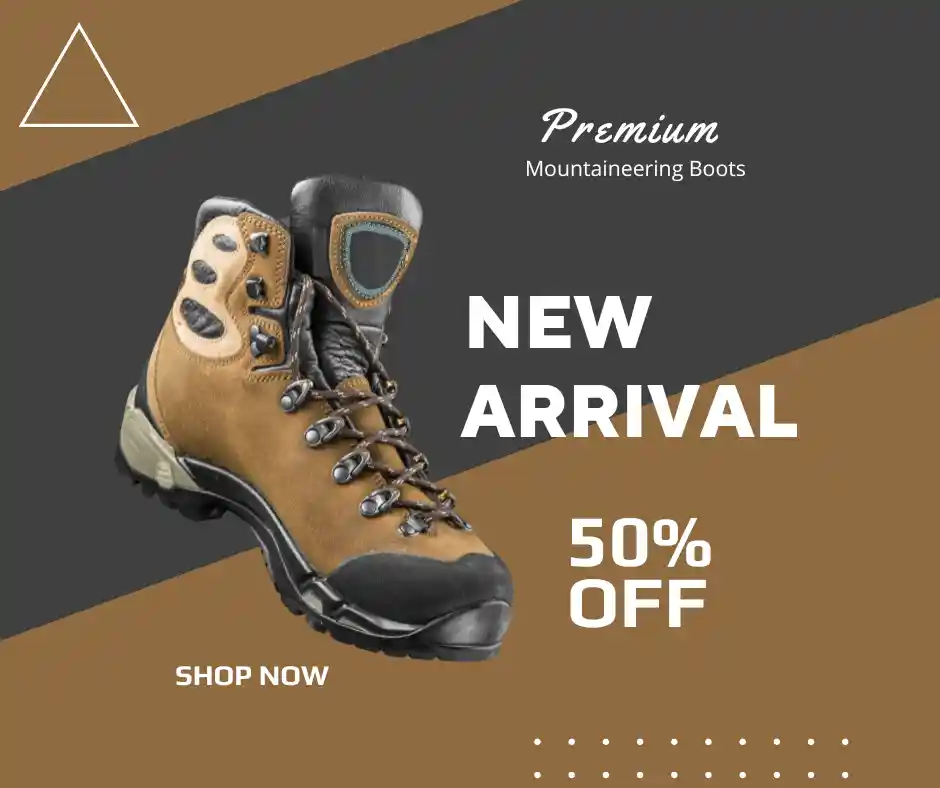 Premium
Mountaineering Boots
NEW
ARRIVAL
50%
OFF
SHOP NOW